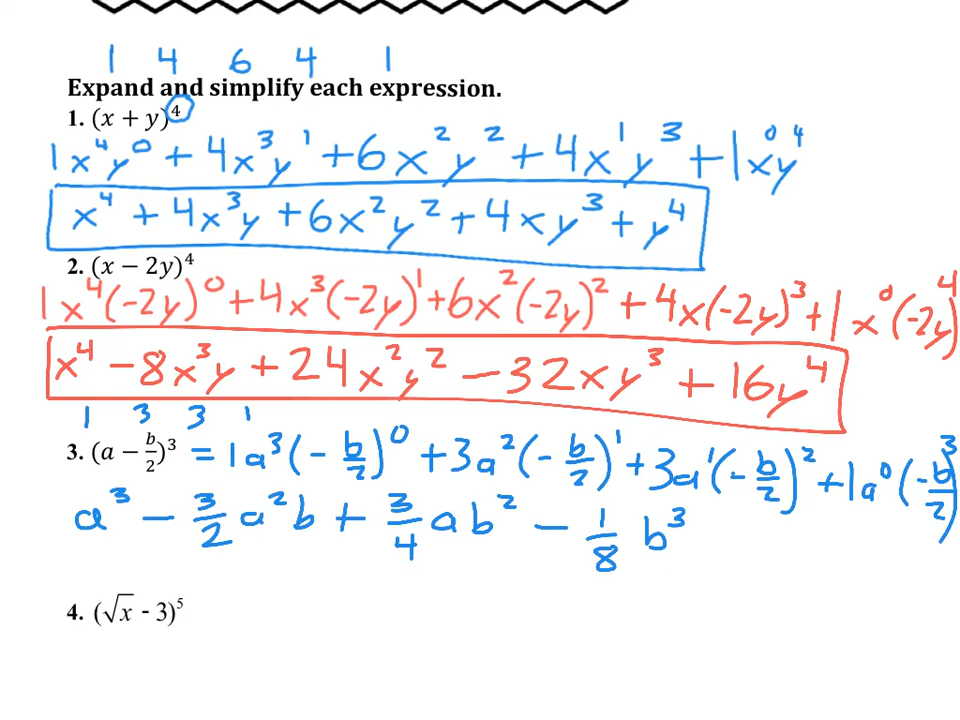 1 4 6 4 1
Expand and simplify each expression.
1. (x + y)⁴
1x⁴y⁰ + 4x³y¹ + 6x²y² + 4x¹y³ + 1x⁰y⁴
x⁴ + 4x³y + 6x²y² + 4xy³ + y⁴
2. (x − 2y)⁴
1x⁴(-2y)⁰ + 4x³(-2y)¹ + 6x²(-2y)² + 4x(-2y)³ + 1x⁰(-2y)⁴
x⁴ − 8x³y + 24x²y² − 32xy³ + 16y⁴
1 3 3 1
3. (a − b/2)³ = 1a³(-b/2)⁰ + 3a²(-b/2)¹ + 3a¹(-b/2)² + 1a⁰(-b/2)³
a³ − 3/2 a²b + 3/4 ab² − 1/8 b³
4. (√x - 3)⁵